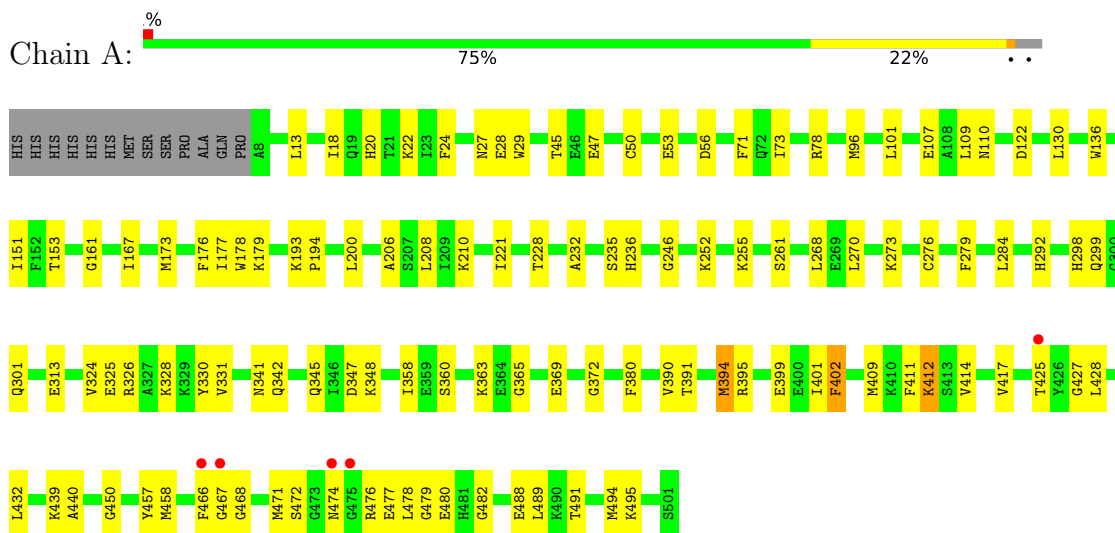 .%
Chain A:
75% 22% • •
HIS HIS HIS HIS HIS HIS MET SER SER PRO ALA GLN PRO A8 L13 I18 Q19 H20 T21 K22 I23 F24 N27 E28 W29 T45 E46 E47 C50 E53 D56 F71 Q72 I73 R78 M96 L101 E107 A108 L109 N110 D122 L130 W136
I151 F152 T153 G161 I167 M173 F176 I177 W178 K179 K193 P194 L200 A206 S207 L208 I209 K210 I221 T228 A232 S235 H236 G246 K252 K255 S261 L268 E269 L270 K273 C276 F279 L284 H292 H298 Q299 G300
Q301 E313 V324 E325 R326 A327 K328 K329 Y330 V331 N341 Q342 Q345 I346 D347 K348 I358 E359 S360 K363 E364 G365 E369 G372 F380 V390 T391 M394 R395 E399 E400 I401 F402 M409 K410 F411 K412 S413 V414 V417 T425 Y426 G427 L428
L432 K439 A440 G450 Y457 M458 F466 G467 G468 M471 S472 G473 N474 G475 R476 E477 L478 G479 E480 H481 G482 E488 L489 K490 T491 M494 K495 S501